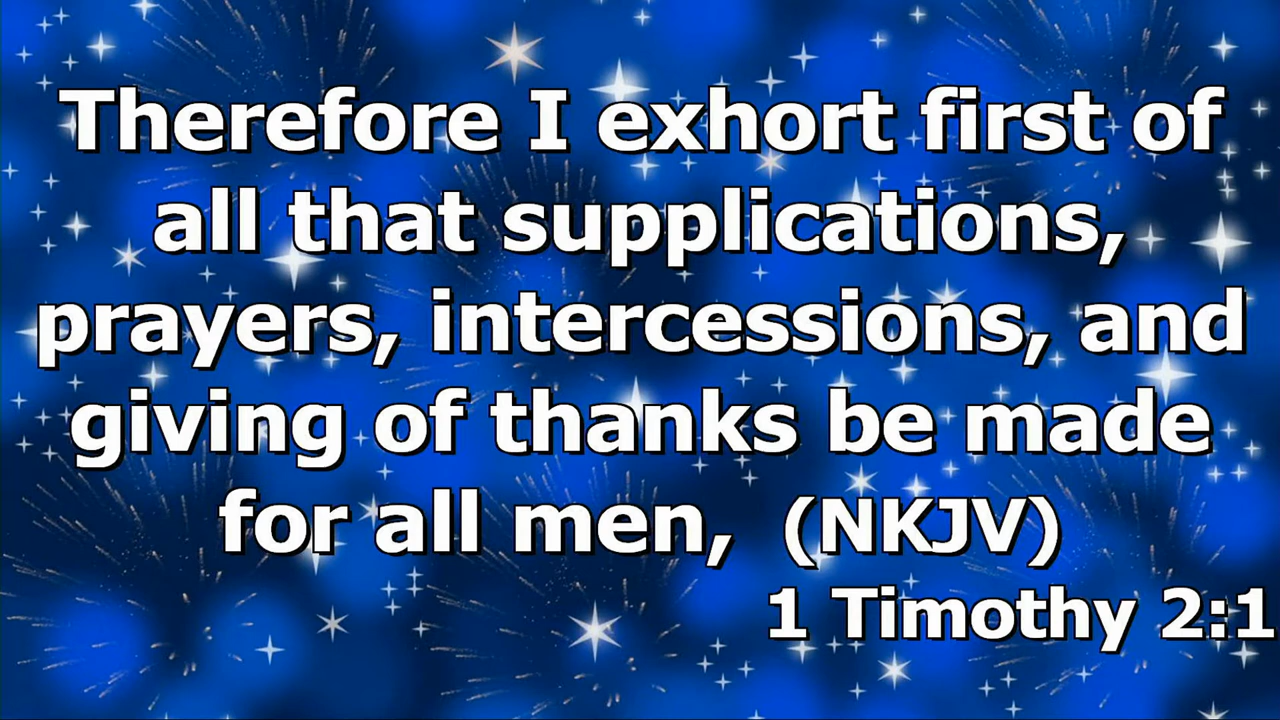 Therefore I exhort first of
all that supplications,
prayers, intercessions, and
giving of thanks be made
for all men, (NKJV)
1 Timothy 2:1